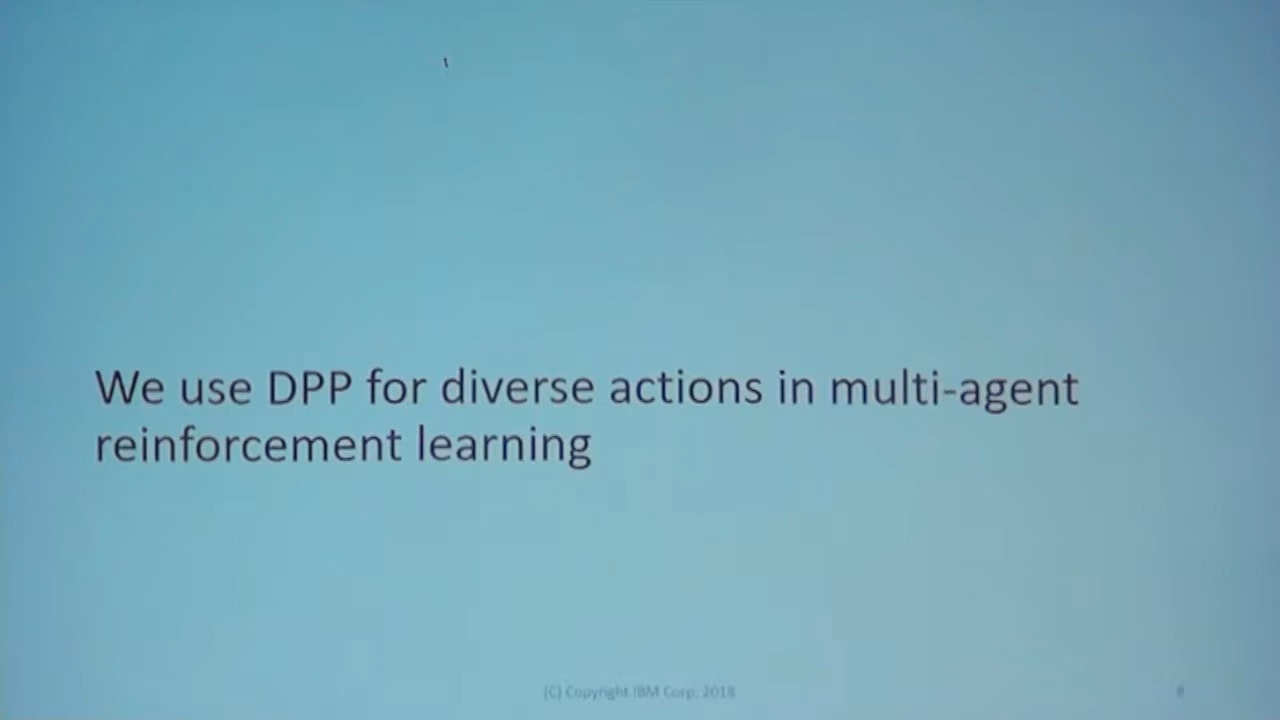 We use DPP for diverse actions in multi-agent
reinforcement learning
(C) Copyright IBM Corp. 2018